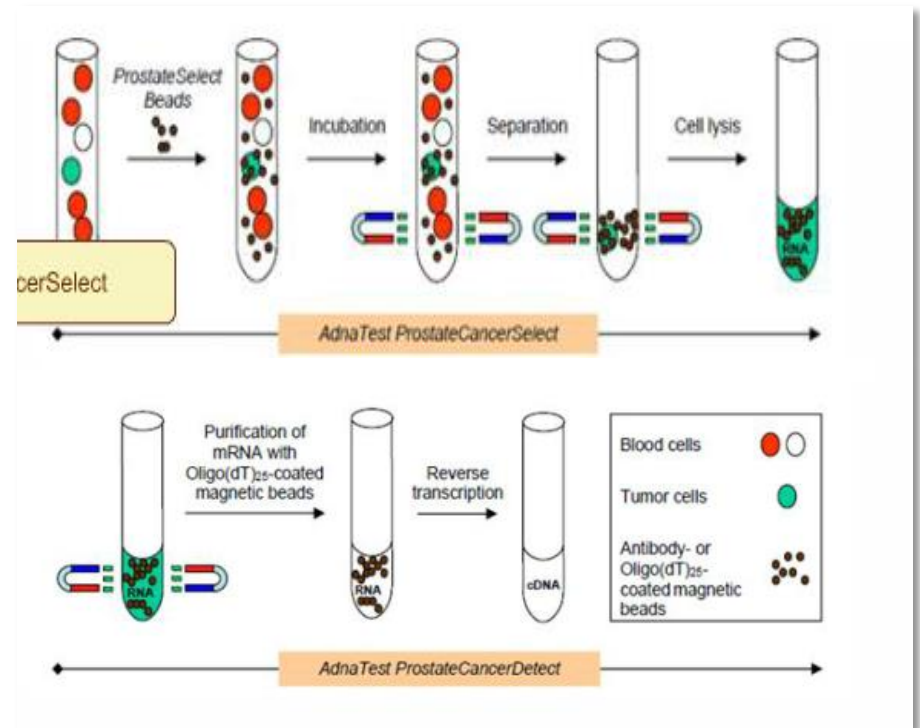 ProstateSelect
Beads
Incubation
Separation
Cell lysis
RNA
cerSelect
AdnaTest ProstateCancerSelect
Purification of
mRNA with
Oligo(dT)₂₅-coated
magnetic beads
Reverse
transcription
RNA
RNA
cDNA
Blood cells
Tumor cells
Antibody- or
Oligo(dT)₂₅-
coated magnetic
beads
AdnaTest ProstateCancerDetect